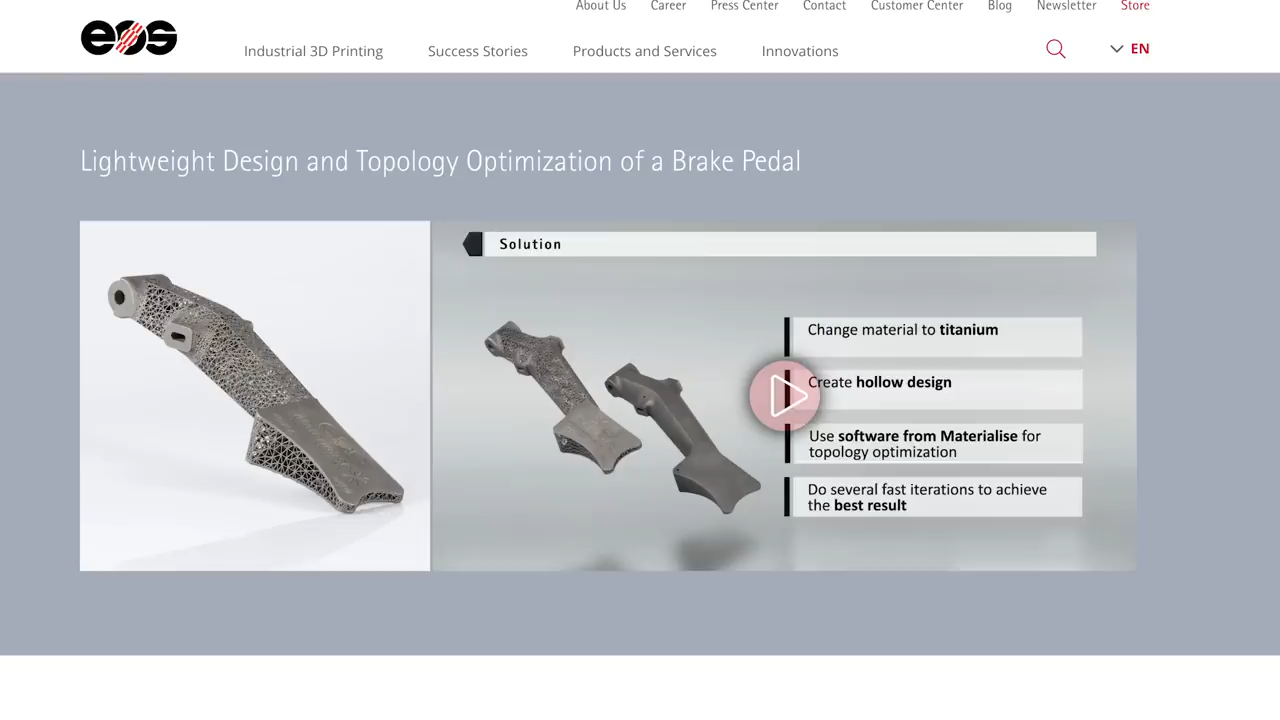 About Us Career Press Center Contact Customer Center Blog Newsletter Store
eos
Industrial 3D Printing Success Stories Products and Services Innovations
EN
Lightweight Design and Topology Optimization of a Brake Pedal
Solution
Change material to titanium
Create hollow design
Use software from Materialise for
topology optimization
Do several fast iterations to achieve
the best result